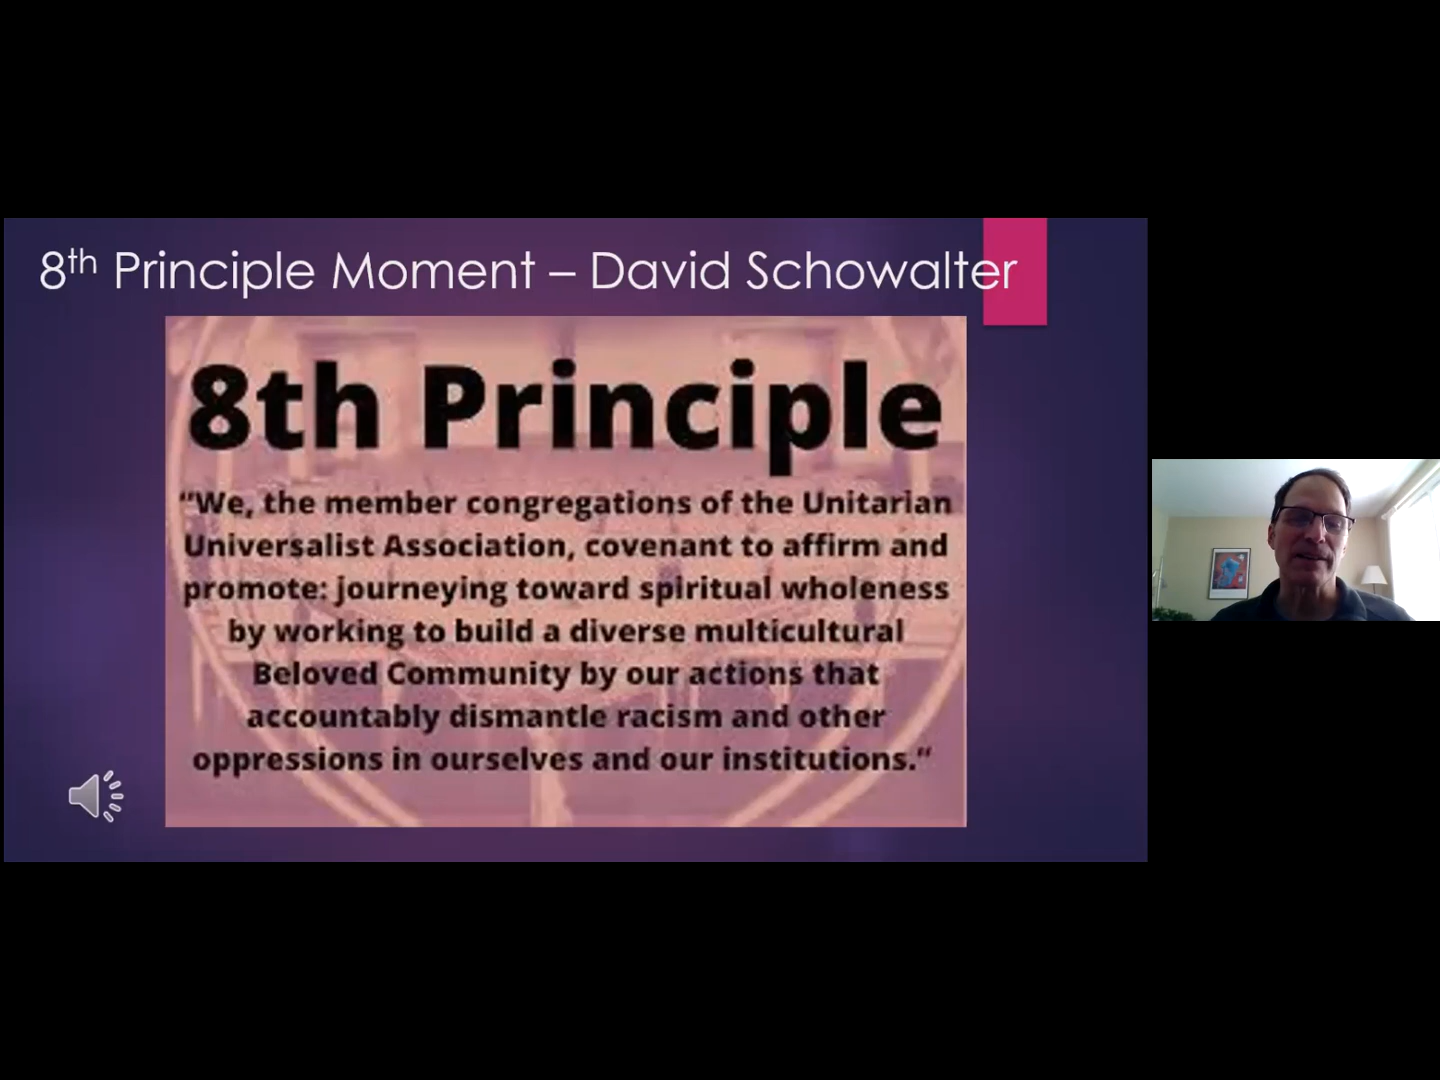 8th Principle Moment – David Schowalter
8th Principle
“We, the member congregations of the Unitarian
Universalist Association, covenant to affirm and
promote: journeying toward spiritual wholeness
by working to build a diverse multicultural
Beloved Community by our actions that
accountably dismantle racism and other
oppressions in ourselves and our institutions.”